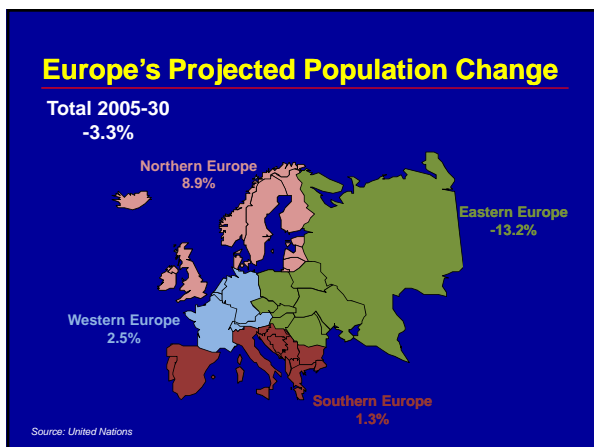 Europe's Projected Population Change
Total 2005-30
-3.3%
Northern Europe
8.9%
Eastern Europe
-13.2%
Western Europe
2.5%
Southern Europe
1.3%
Source: United Nations